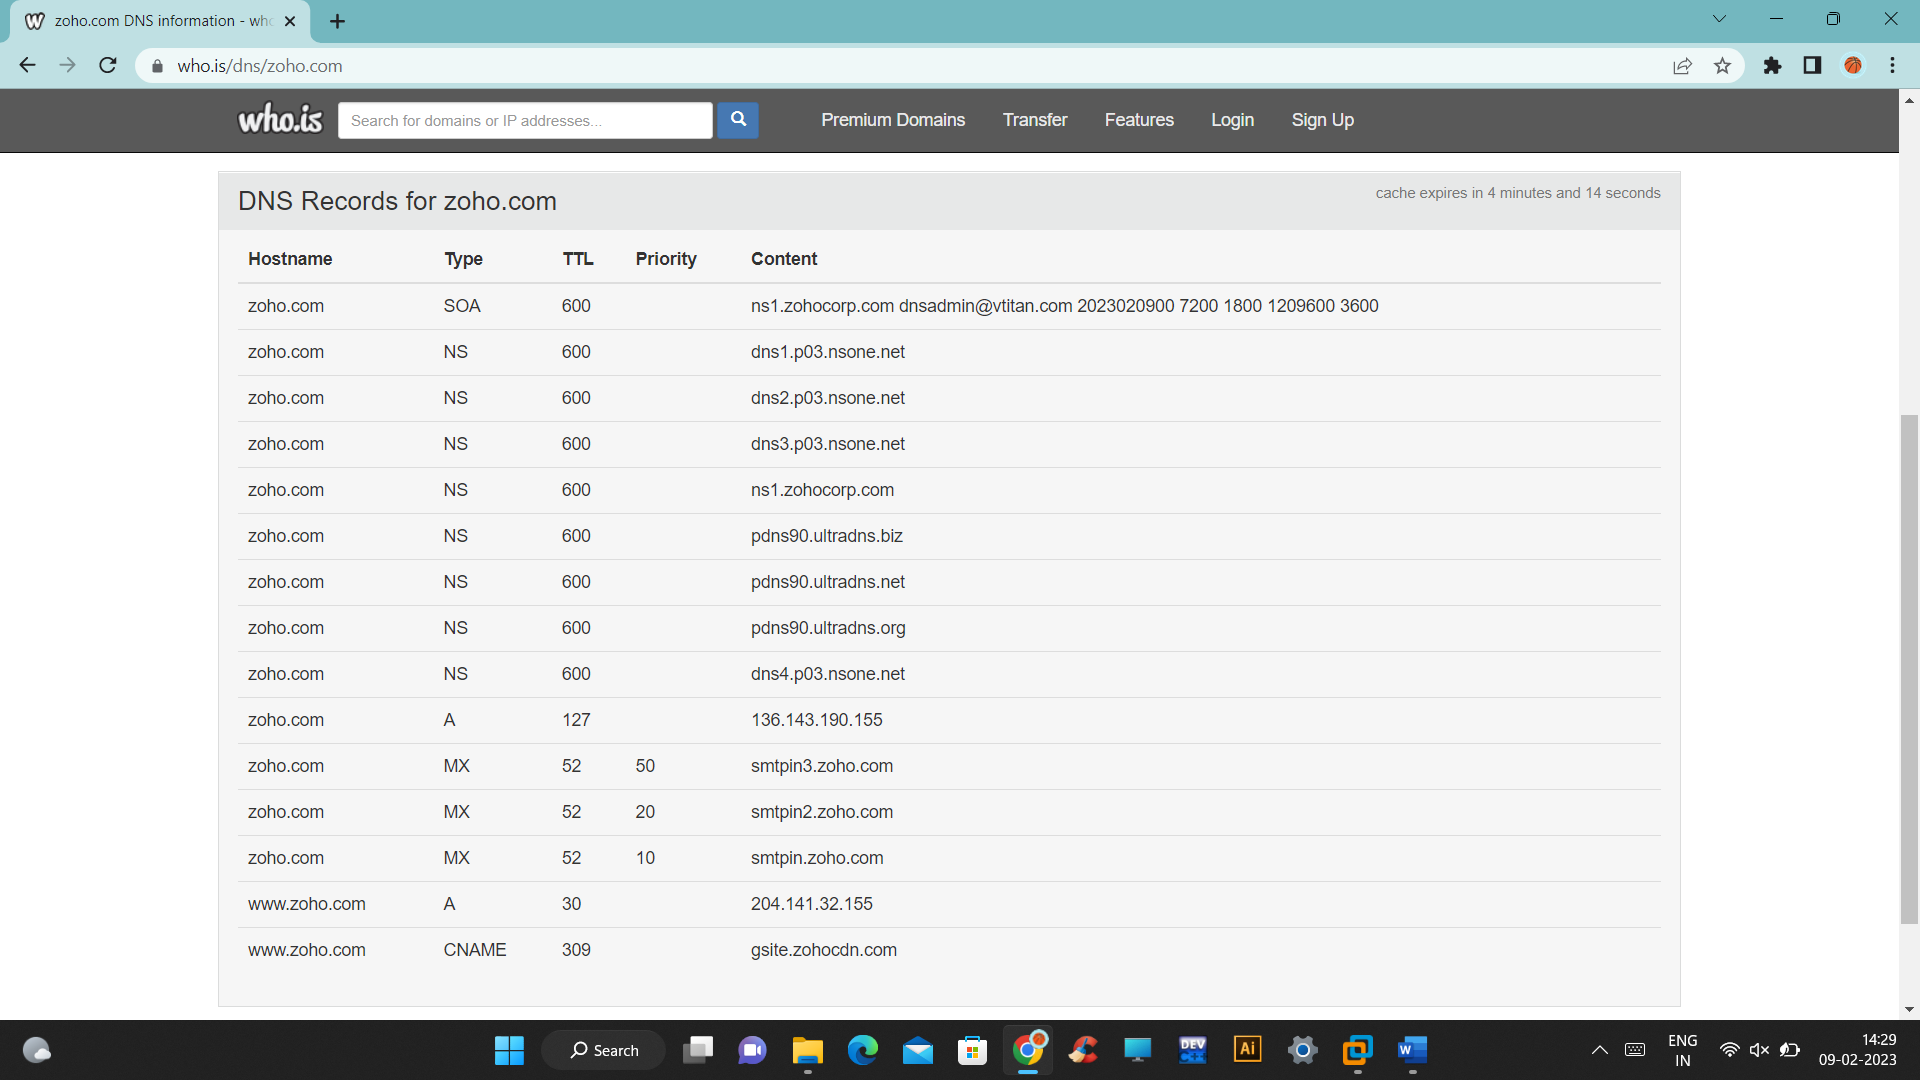 zoho.com DNS information - who
who.is/dns/zoho.com
who.is
Search for domains or IP addresses...
Premium Domains Transfer Features Login Sign Up
DNS Records for zoho.com
cache expires in 4 minutes and 14 seconds
Hostname Type TTL Priority Content
zoho.com SOA 600 ns1.zohocorp.com dnsadmin@vtitan.com 2023020900 7200 1800 1209600 3600
zoho.com NS 600 dns1.p03.nsone.net
zoho.com NS 600 dns2.p03.nsone.net
zoho.com NS 600 dns3.p03.nsone.net
zoho.com NS 600 ns1.zohocorp.com
zoho.com NS 600 pdns90.ultradns.biz
zoho.com NS 600 pdns90.ultradns.net
zoho.com NS 600 pdns90.ultradns.org
zoho.com NS 600 dns4.p03.nsone.net
zoho.com A 127 136.143.190.155
zoho.com MX 52 50 smtpin3.zoho.com
zoho.com MX 52 20 smtpin2.zoho.com
zoho.com MX 52 10 smtpin.zoho.com
www.zoho.com A 30 204.141.32.155
www.zoho.com CNAME 309 gsite.zohocdn.com
Search
DEV C++
Ai
W
ENG
IN
14:29
09-02-2023